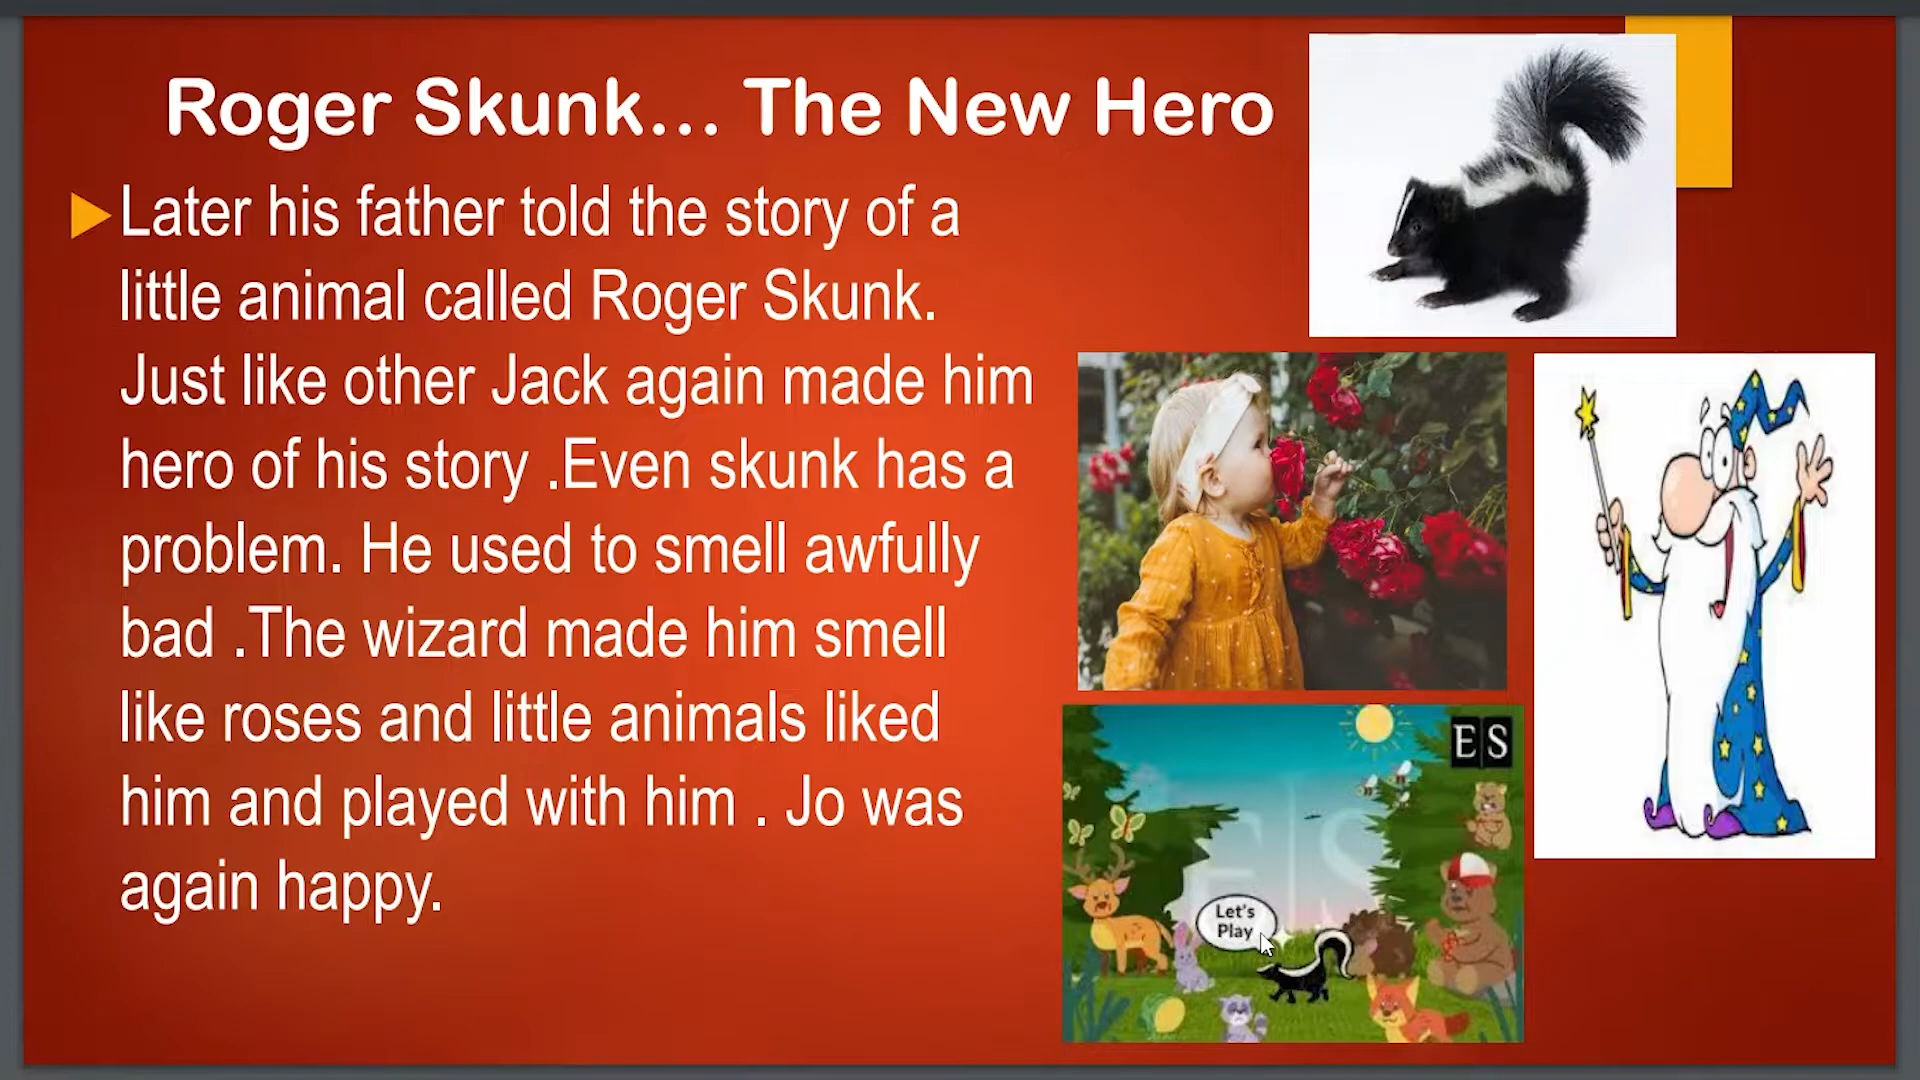 Roger Skunk... The New Hero
Later his father told the story of a
little animal called Roger Skunk.
Just like other Jack again made him
hero of his story .Even skunk has a
problem. He used to smell awfully
bad .The wizard made him smell
like roses and little animals liked
him and played with him . Jo was
again happy.
ES
Let's
Play